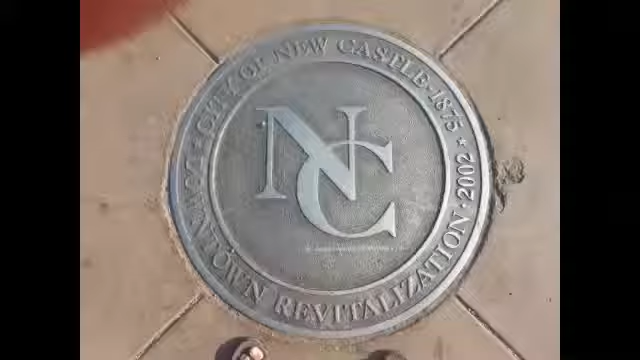 CITY OF NEW CASTLE · 1875 ★ 2002 ·
DOWNTOWN REVITALIZATION
NC